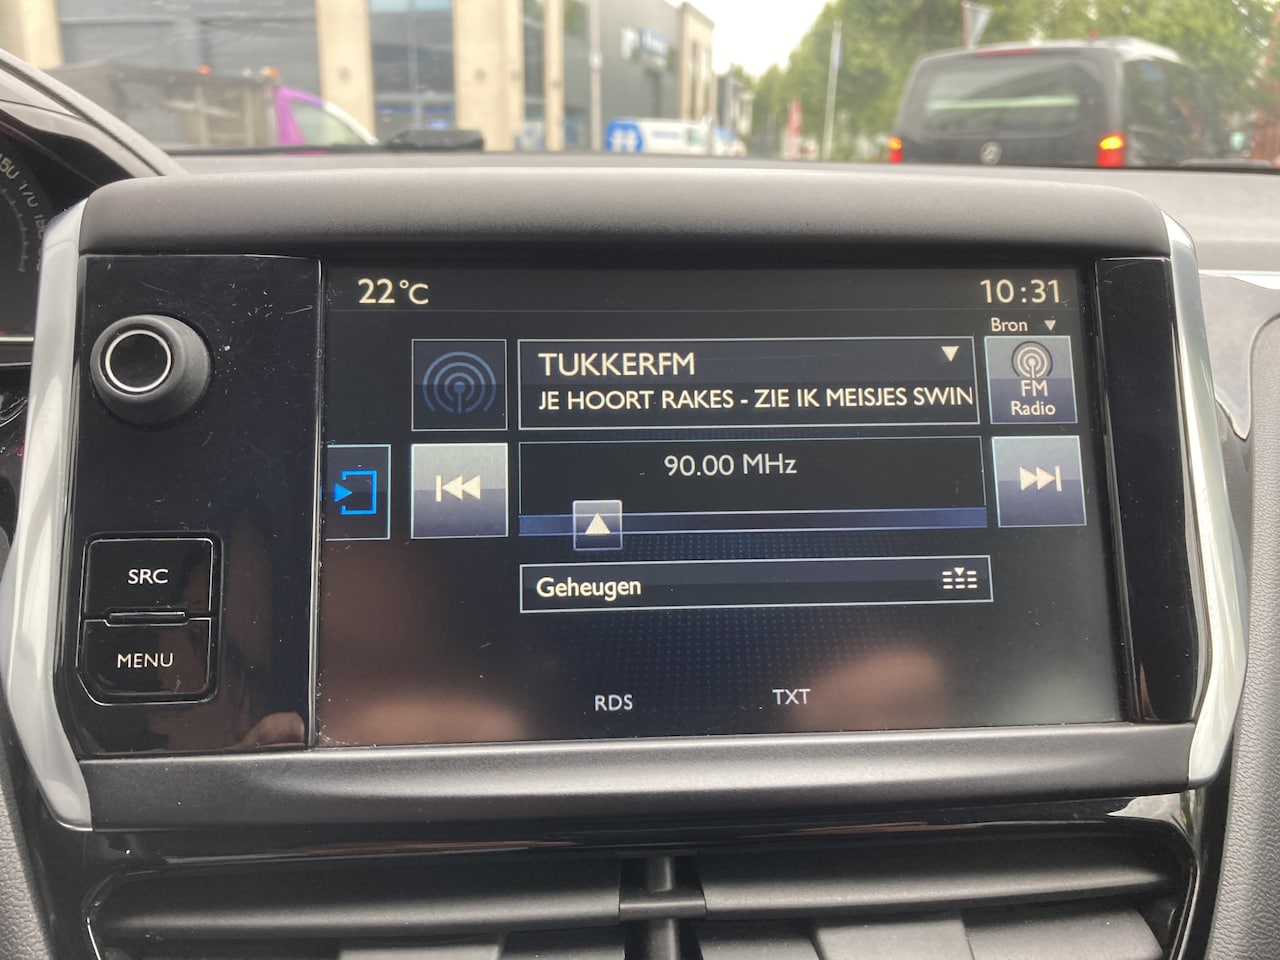 22°C
10:31
Bron
TUKKERFM
JE HOORT RAKES - ZIE IK MEISJES SWIN
FM
Radio
90.00 MHz
SRC
Geheugen
MENU
RDS
TXT
170